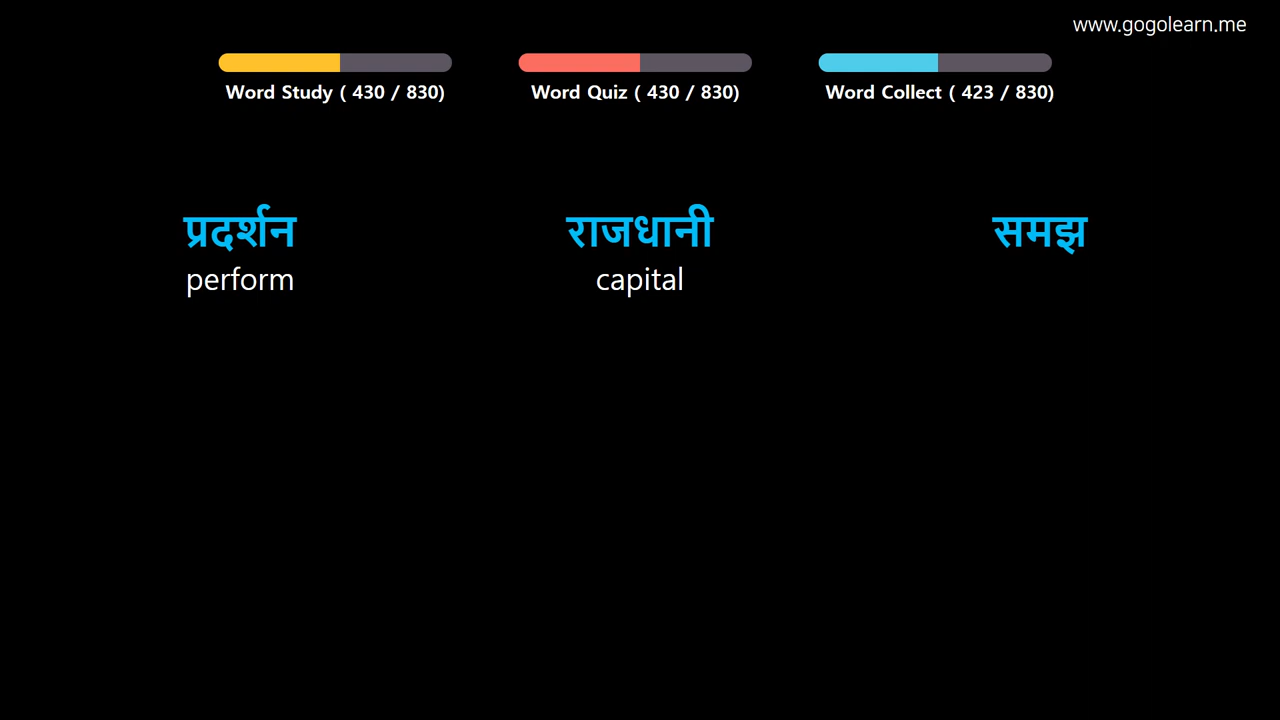 www.gogolearn.me
Word Study ( 430 / 830)
Word Quiz ( 430 / 830)
Word Collect ( 423 / 830)
प्रदर्शन
perform
राजधानी
capital
समझ